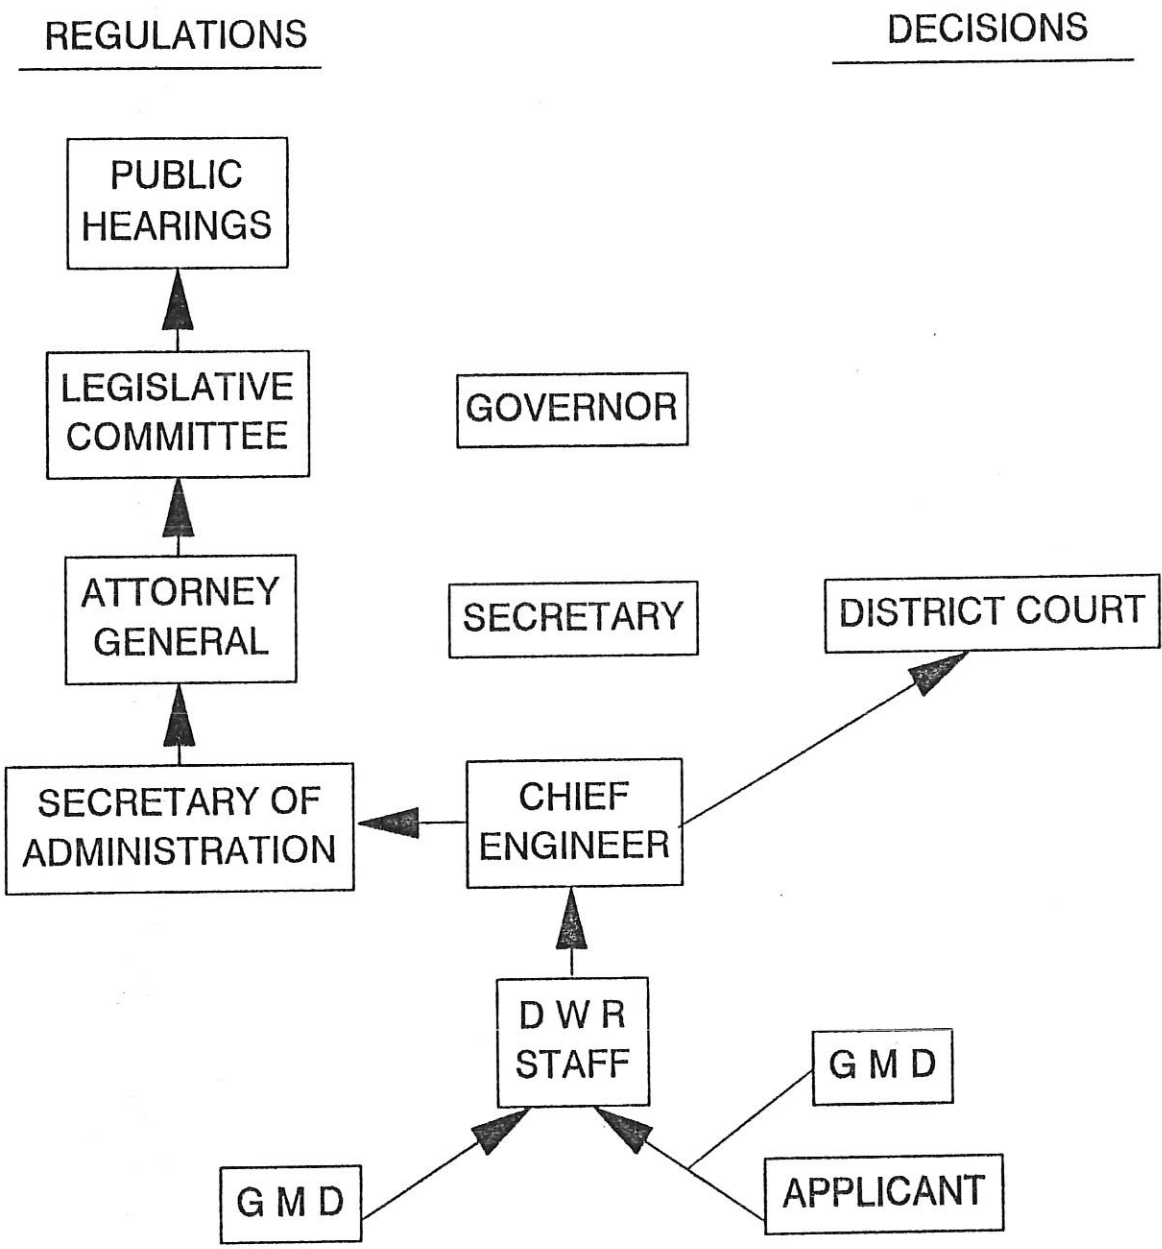 REGULATIONS
DECISIONS
PUBLIC
HEARINGS
LEGISLATIVE
COMMITTEE
GOVERNOR
ATTORNEY
GENERAL
SECRETARY
DISTRICT COURT
SECRETARY OF
ADMINISTRATION
CHIEF
ENGINEER
D W R
STAFF
G M D
G M D
APPLICANT